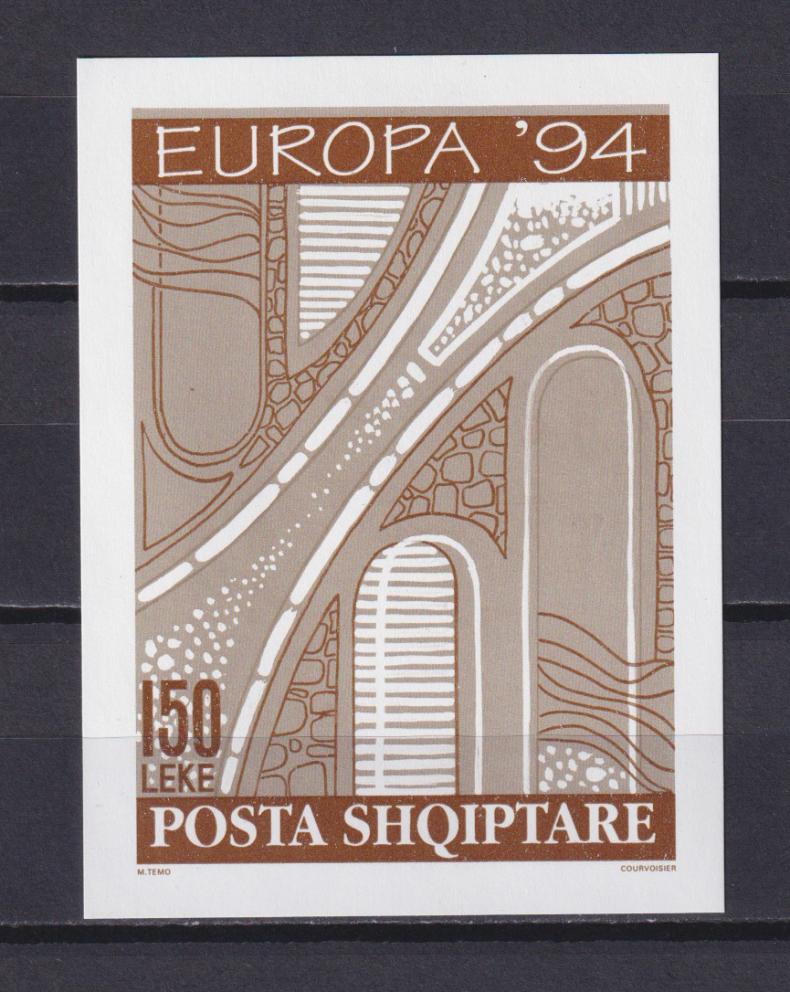 EUROPA '94
150
LEKE
POSTA SHQIPTARE
M.TEMO
COURVOISIER